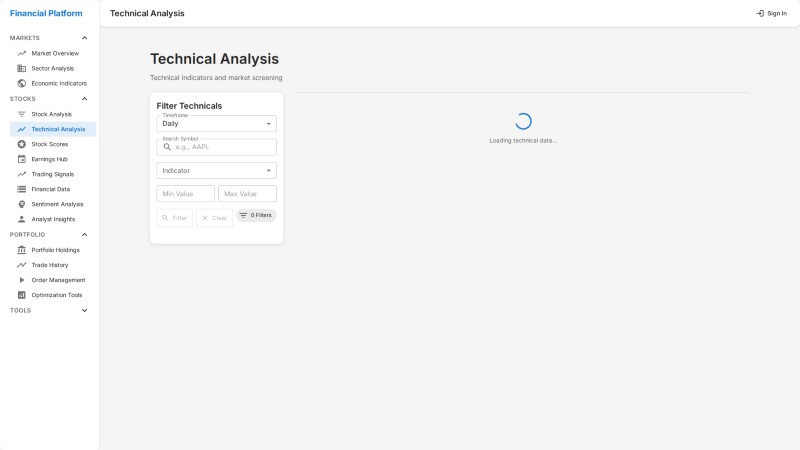 Financial Platform
Technical Analysis
Sign In
MARKETS
Market Overview
Sector Analysis
Economic Indicators
STOCKS
Stock Analysis
Technical Analysis
Stock Scores
Earnings Hub
Trading Signals
Financial Data
Sentiment Analysis
Analyst Insights
PORTFOLIO
Portfolio Holdings
Trade History
Order Management
Optimization Tools
TOOLS
Technical Analysis
Technical indicators and market screening
Filter Technicals
Timeframe
Daily
Search Symbol
e.g., AAPL
Indicator
Min Value
Max Value
Filter
Clear
0 Filters
Loading technical data...